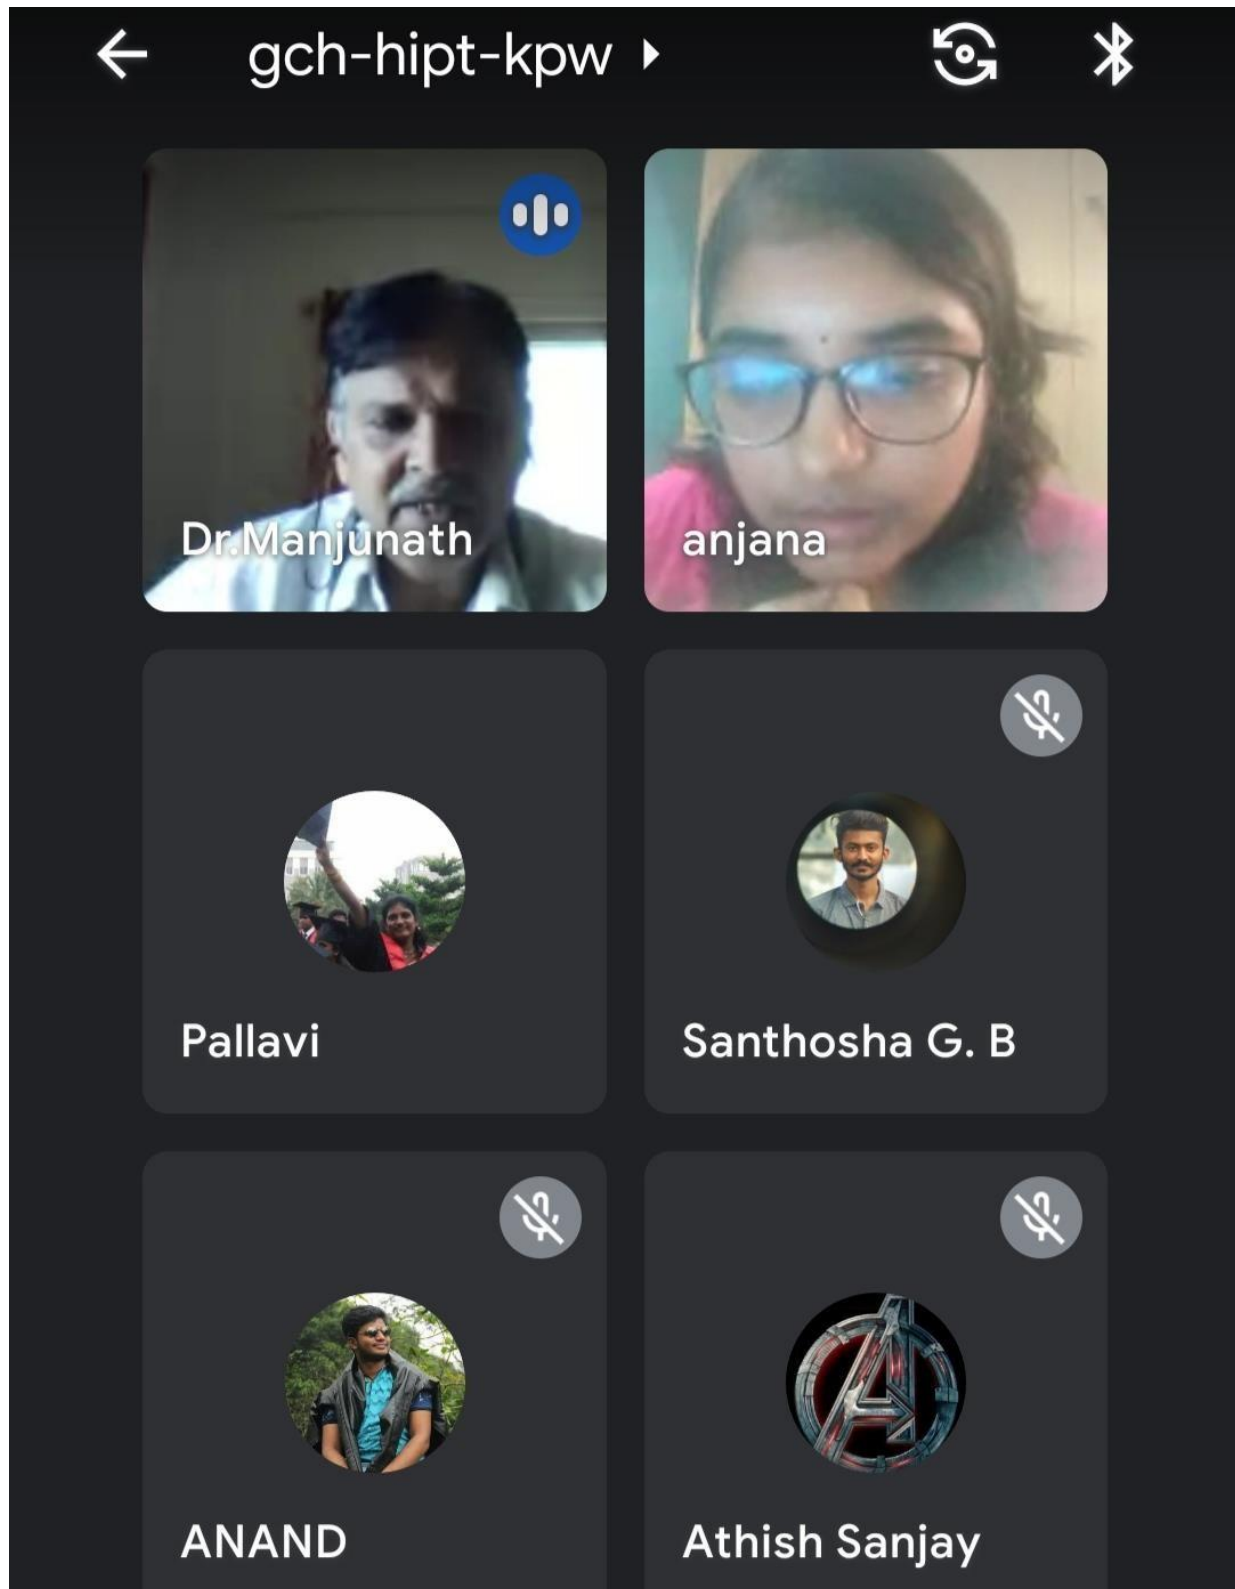 gch-hipt-kpw
Dr.Manjunath
anjana
Pallavi
Santhosha G. B
ANAND
Athish Sanjay